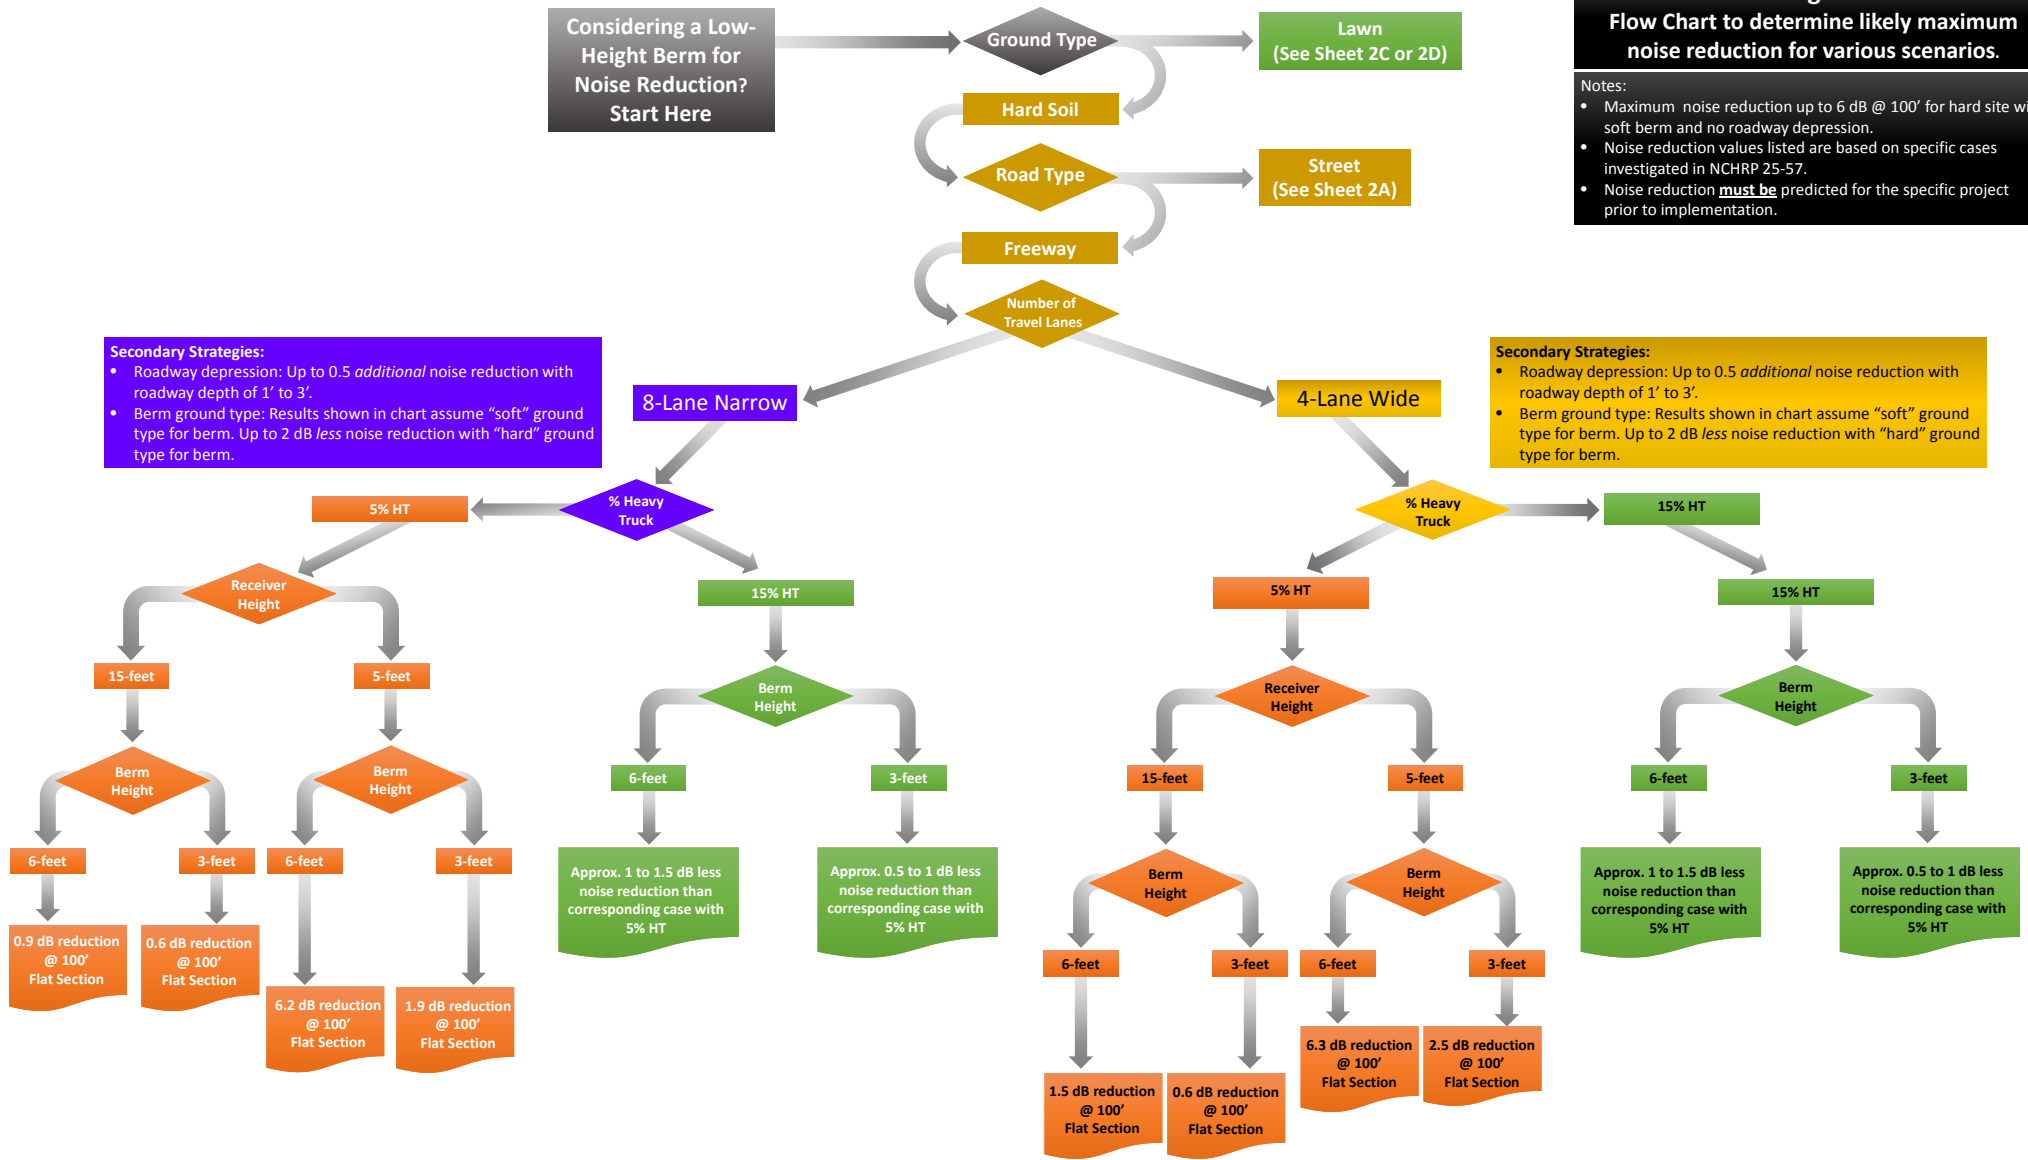 Considering a Low-
Height Berm for
Noise Reduction?
Start Here
Ground Type
Lawn
(See Sheet 2C or 2D)
Flow Chart to determine likely maximum
noise reduction for various scenarios.
Notes:
• Maximum noise reduction up to 6 dB @ 100’ for hard site
soft berm and no roadway depression.
• Noise reduction values listed are based on specific cases
investigated in NCHRP 25-57.
• Noise reduction must be predicted for the specific project
prior to implementation.
Hard Soil
Road Type
Street
(See Sheet 2A)
Freeway
Number of
Travel Lanes
Secondary Strategies:
• Roadway depression: Up to 0.5 additional noise reduction with
roadway depth of 1’ to 3’.
• Berm ground type: Results shown in chart assume “soft” ground
type for berm. Up to 2 dB less noise reduction with “hard” ground
type for berm.
8-Lane Narrow
4-Lane Wide
Secondary Strategies:
• Roadway depression: Up to 0.5 additional noise reduction with
roadway depth of 1’ to 3’.
• Berm ground type: Results shown in chart assume “soft” ground
type for berm. Up to 2 dB less noise reduction with “hard” ground
type for berm.
5% HT
% Heavy
Truck
% Heavy
Truck
15% HT
Receiver
Height
15% HT
5% HT
15% HT
15-feet
5-feet
Berm
Height
Receiver
Height
Berm
Height
Berm
Height
Berm
Height
6-feet
3-feet
15-feet
5-feet
6-feet
3-feet
6-feet
3-feet
6-feet
3-feet
Approx. 1 to 1.5 dB less
noise reduction than
corresponding case with
5% HT
Approx. 0.5 to 1 dB less
noise reduction than
corresponding case with
5% HT
Berm
Height
Berm
Height
Approx. 1 to 1.5 dB less
noise reduction than
corresponding case with
5% HT
Approx. 0.5 to 1 dB less
noise reduction than
corresponding case with
5% HT
0.9 dB reduction
@ 100’
Flat Section
0.6 dB reduction
@ 100’
Flat Section
6.2 dB reduction
@ 100’
Flat Section
1.9 dB reduction
@ 100’
Flat Section
6-feet
3-feet
6-feet
3-feet
1.5 dB reduction
@ 100’
Flat Section
0.6 dB reduction
@ 100’
Flat Section
6.3 dB reduction
@ 100’
Flat Section
2.5 dB reduction
@ 100’
Flat Section